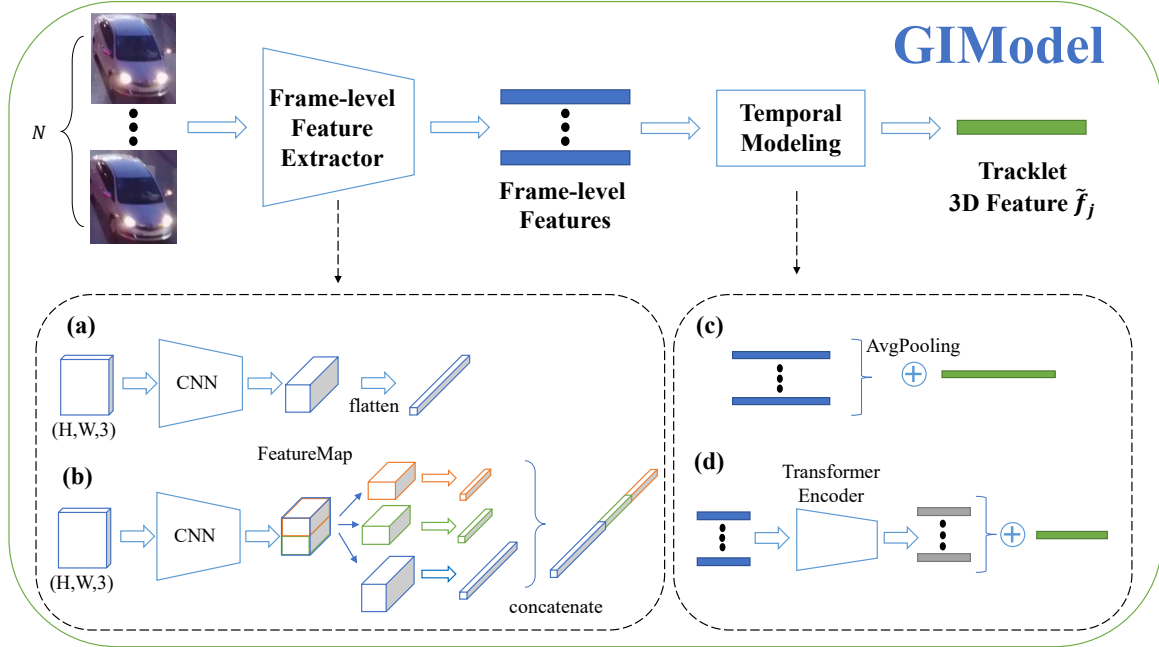 GIModel
N
Frame-level
Feature
Extractor
Frame-level
Features
Temporal
Modeling
Tracklet
3D Feature f̃ⱼ
(a)
CNN
flatten
(H,W,3)
(b)
FeatureMap
CNN
(H,W,3)
concatenate
(c)
AvgPooling
(d)
Transformer
Encoder